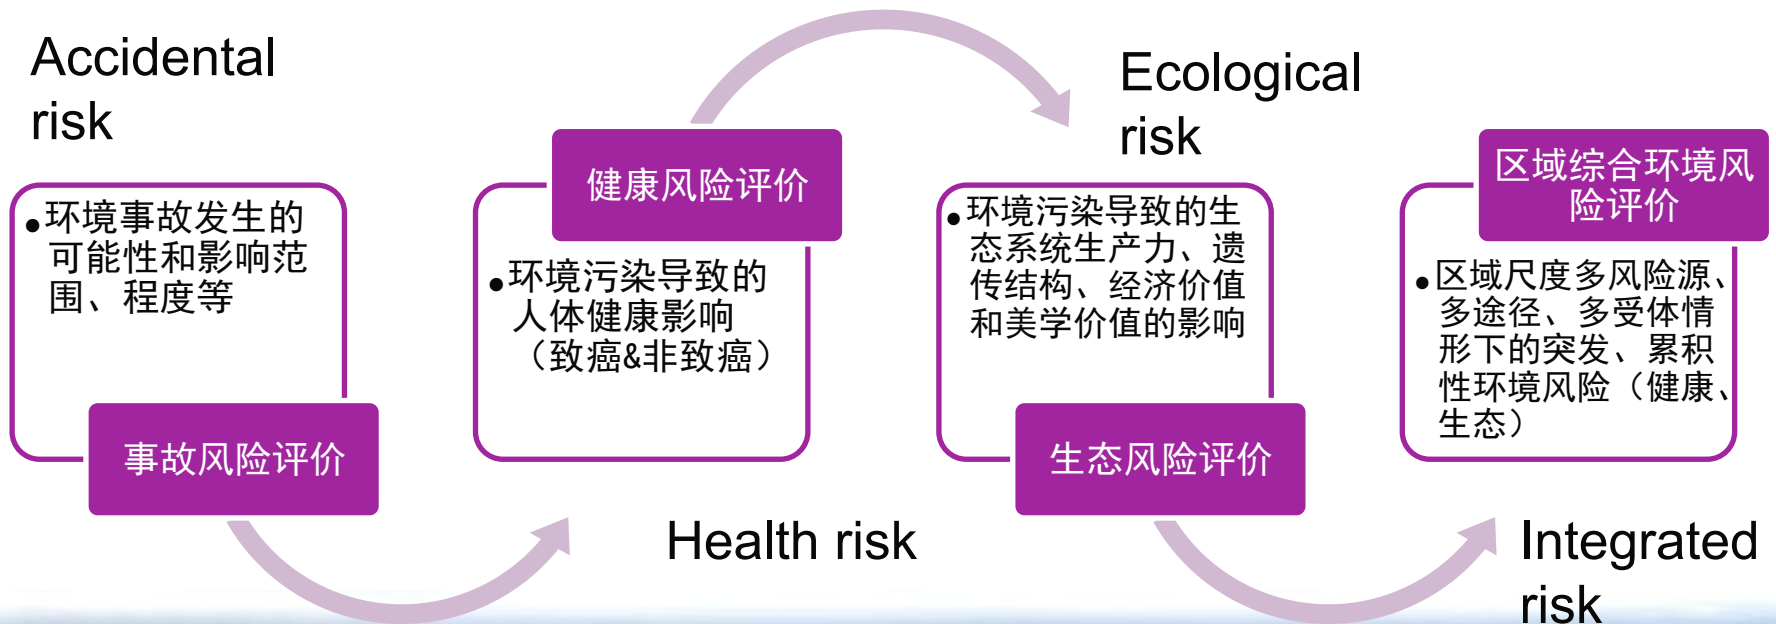 Accidental
risk
●环境事故发生的
可能性和影响范
围、程度等
事故风险评价
健康风险评价
●环境污染导致的
人体健康影响
（致癌&非致癌）
Health risk
Ecological
risk
●环境污染导致的生
态系统生产力、遗
传结构、经济价值
和美学价值的影响
生态风险评价
区域综合环境风
险评价
●区域尺度多风险源、
多途径、多受体情
形下的突发、累积
性环境风险（健康、
生态）
Integrated
risk